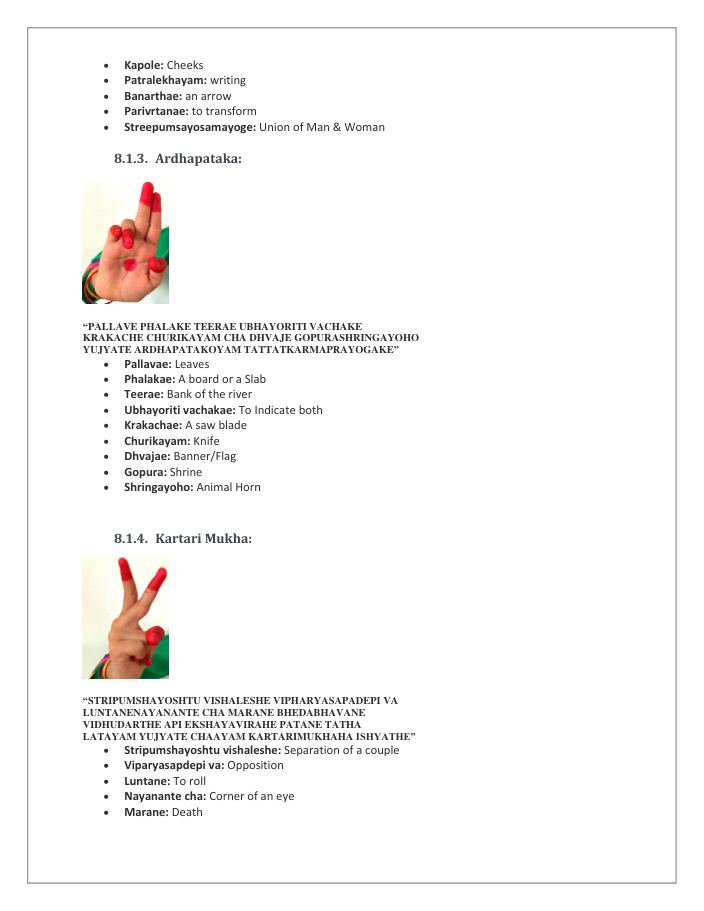 • Kapole: Cheeks
• Patralekhayam: writing
• Banarthae: an arrow
• Parivrtanae: to transform
• Streepumsayosamayoge: Union of Man & Woman
8.1.3. Ardhapataka:
“PALLAVE PHALAKE TEERAE UBHAYORITI VACHAKE
KRAKACHE CHURIKAYAM CHA DHVAJE GOPURASHRINGAYOHO
YUJYATE ARDHAPATAKOYAM TATTATKARMAPRAYOGAKE”
• Pallavae: Leaves
• Phalakae: A board or a Slab
• Teerae: Bank of the river
• Ubhayoriti vachakae: To Indicate both
• Krakachae: A saw blade
• Churikayam: Knife
• Dhvajae: Banner/Flag
• Gopura: Shrine
• Shringayoho: Animal Horn
8.1.4. Kartari Mukha:
“STRIPUMSHAYOSHTU VISHALESHE VIPHARYASAPADEPI VA
LUNTANENAYANANTE CHA MARANE BHEDABHAVANE
VIDHUDARTHE API EKSHAYAVIRAHE PATANE TATHA
LATAYAM YUJYATE CHAAYAM KARTARIMUKHAHA ISHYATHE”
• Stripumshayoshtu vishaleshe: Separation of a couple
• Viparyasapdepi va: Opposition
• Luntane: To roll
• Nayanante cha: Corner of an eye
• Marane: Death